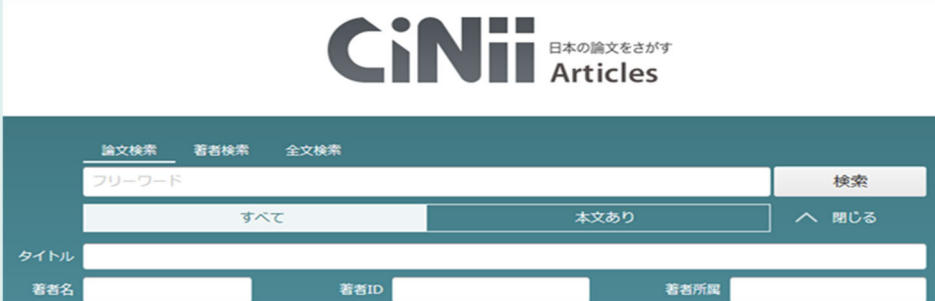 CiNii 日本の論文をさがす
Articles
論文検索 著者検索 全文検索
フリーワード 検索
すべて 本文あり 閉じる
タイトル
著者名 著者ID 著者所属